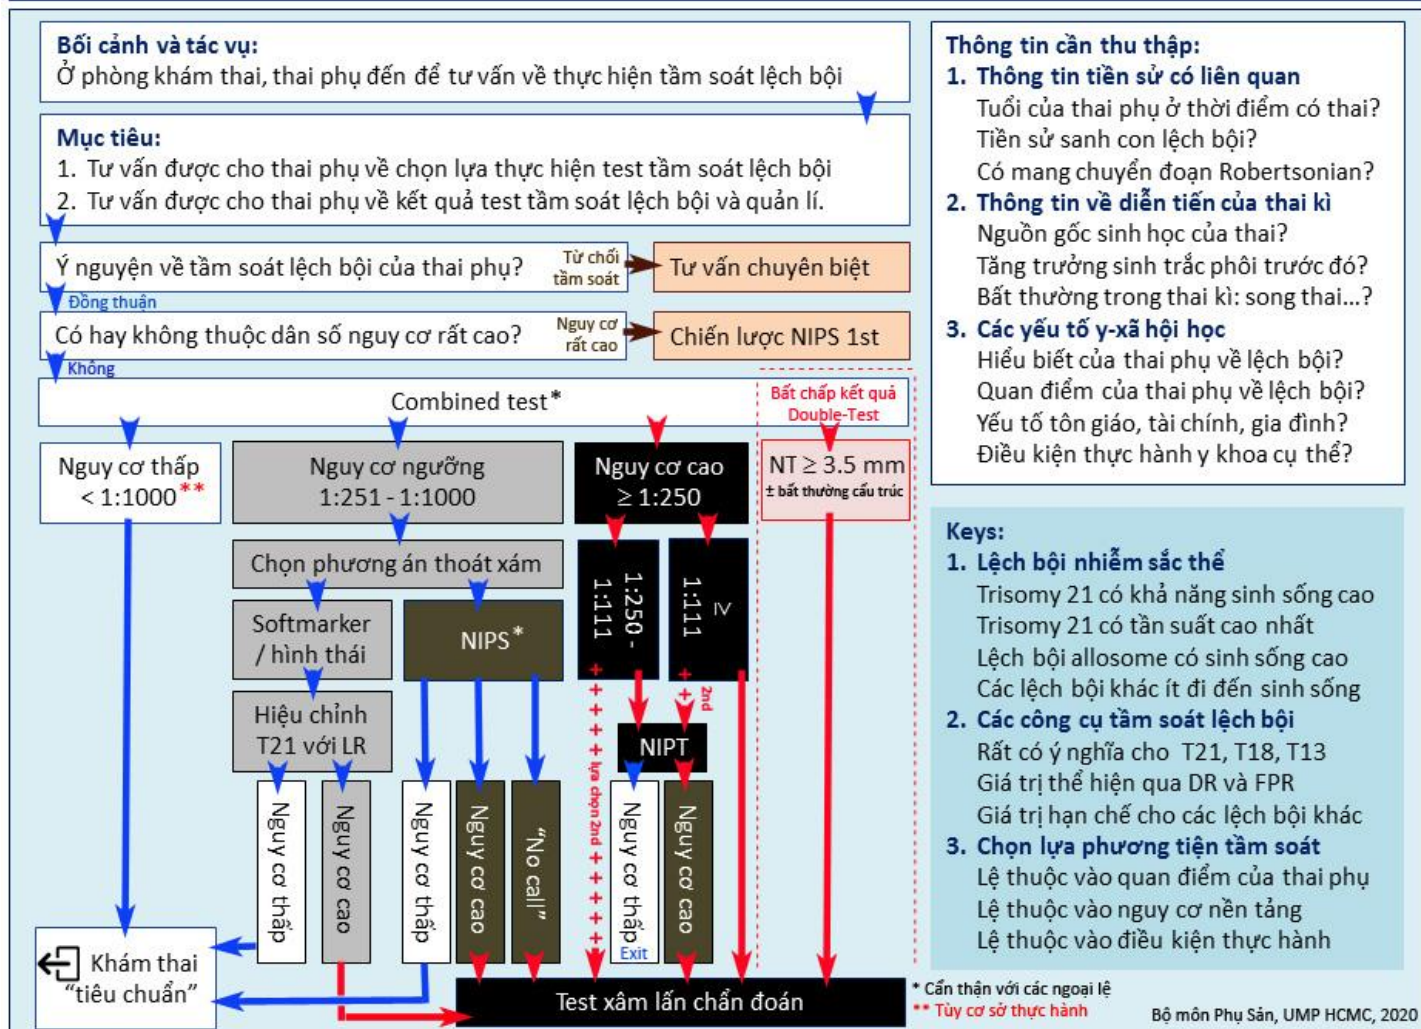 Bối cảnh và tác vụ:
Ở phòng khám thai, thai phụ đến để tư vấn về thực hiện tầm soát lệch bội
Mục tiêu:
1. Tư vấn được cho thai phụ về chọn lựa thực hiện test tầm soát lệch bội
2. Tư vấn được cho thai phụ về kết quả test tầm soát lệch bội và quản lí.
Ý nguyện về tầm soát lệch bội của thai phụ?
Từ chối
tầm soát
Tư vấn chuyên biệt
Đồng thuận
Có hay không thuộc dân số nguy cơ rất cao?
Nguy cơ
rất cao
Chiến lược NIPS 1st
Không
Combined test*
Bất chấp kết quả
Double-Test
Nguy cơ thấp
< 1:1000**
Nguy cơ ngưỡng
1:251 - 1:1000
Nguy cơ cao
≥ 1:250
NT ≥ 3.5 mm
± bất thường cấu trúc
Chọn phương án thoát xám
Softmarker
/ hình thái
NIPS*
1:250 -
1:111
≥
1:111
Hiệu chỉnh
T21 với LR
+ + + + + + lựa chọn 2nd + + + + + +
+ + 2nd
NIPT
Nguy cơ thấp
Nguy cơ cao
Nguy cơ thấp
Nguy cơ cao
"No call"
Nguy cơ thấp
Exit
Nguy cơ cao
Khám thai
"tiêu chuẩn"
Test xâm lấn chẩn đoán
Thông tin cần thu thập:
1. Thông tin tiền sử có liên quan
Tuổi của thai phụ ở thời điểm có thai?
Tiền sử sanh con lệch bội?
Có mang chuyển đoạn Robertsonian?
2. Thông tin về diễn tiến của thai kì
Nguồn gốc sinh học của thai?
Tăng trưởng sinh trắc phôi trước đó?
Bất thường trong thai kì: song thai...?
3. Các yếu tố y-xã hội học
Hiểu biết của thai phụ về lệch bội?
Quan điểm của thai phụ về lệch bội?
Yếu tố tôn giáo, tài chính, gia đình?
Điều kiện thực hành y khoa cụ thể?
Keys:
1. Lệch bội nhiễm sắc thể
Trisomy 21 có khả năng sinh sống cao
Trisomy 21 có tần suất cao nhất
Lệch bội allosome có sinh sống cao
Các lệch bội khác ít đi đến sinh sống
2. Các công cụ tầm soát lệch bội
Rất có ý nghĩa cho T21, T18, T13
Giá trị thể hiện qua DR và FPR
Giá trị hạn chế cho các lệch bội khác
3. Chọn lựa phương tiện tầm soát
Lệ thuộc vào quan điểm của thai phụ
Lệ thuộc vào nguy cơ nền tảng
Lệ thuộc vào điều kiện thực hành
* Cẩn thận với các ngoại lệ
** Tùy cơ sở thực hành
Bộ môn Phụ Sản, UMP HCMC, 2020